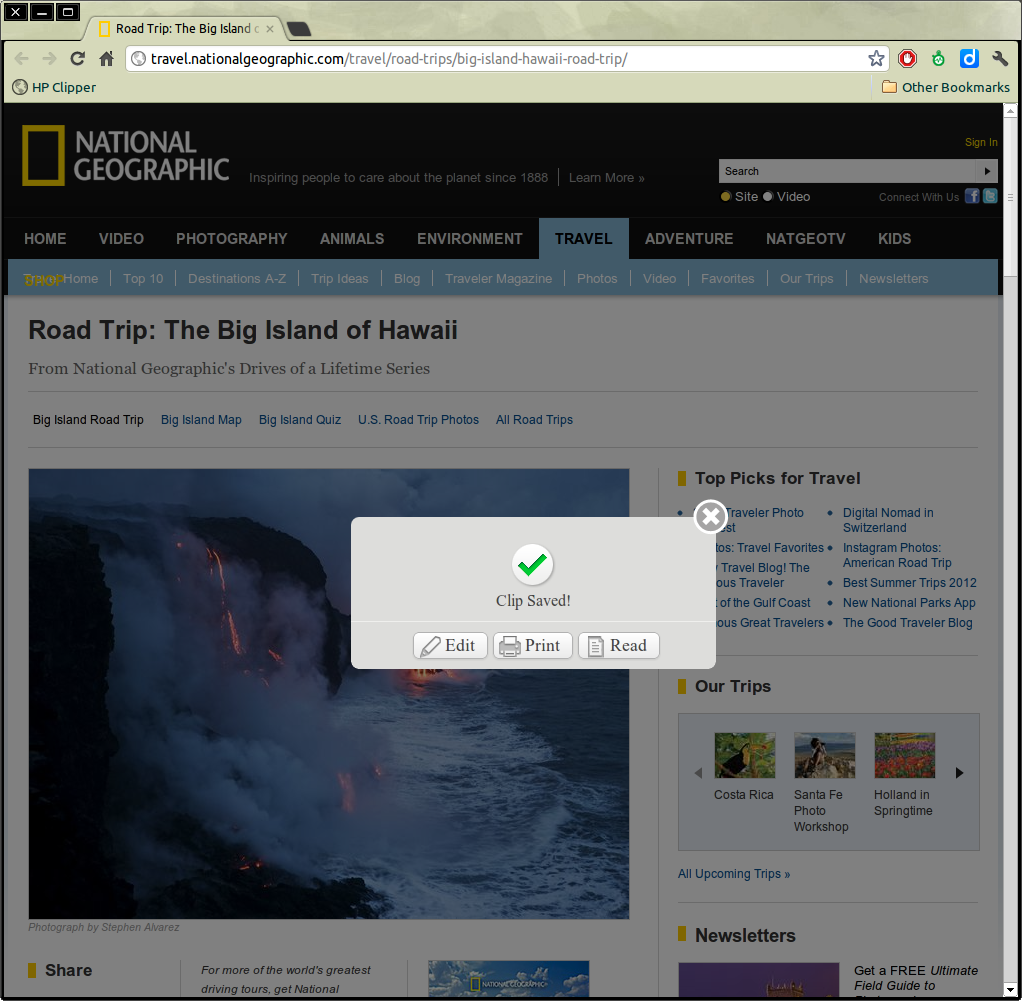 Road Trip: The Big Island o
travel.nationalgeographic.com/travel/road-trips/big-island-hawaii-road-trip/
HP Clipper
Other Bookmarks
NATIONAL
GEOGRAPHIC
Inspiring people to care about the planet since 1888
Learn More »
Sign In
Search
Site Video
Connect With Us
HOME VIDEO PHOTOGRAPHY ANIMALS ENVIRONMENT TRAVEL ADVENTURE NATGEOTV KIDS
SHOP
Travel Home Top 10 Destinations A-Z Trip Ideas Blog Traveler Magazine Photos Video Favorites Our Trips Newsletters
Road Trip: The Big Island of Hawaii
From National Geographic's Drives of a Lifetime Series
Big Island Road Trip Big Island Map Big Island Quiz U.S. Road Trip Photos All Road Trips
Clip Saved!
Edit Print Read
Photograph by Stephen Alvarez
Top Picks for Travel
Traveler Photo
est
tos: Travel Favorites
Travel Blog! The
ous Traveler
t of the Gulf Coast
ous Great Travelers
Digital Nomad in
Switzerland
Instagram Photos:
American Road Trip
Best Summer Trips 2012
New National Parks App
The Good Traveler Blog
Our Trips
Costa Rica
Santa Fe
Photo
Workshop
Holland in
Springtime
All Upcoming Trips »
Newsletters
Get a FREE Ultimate
Field Guide to
Share
For more of the world's greatest
driving tours, get National
NATIONAL GEOGRAPHIC